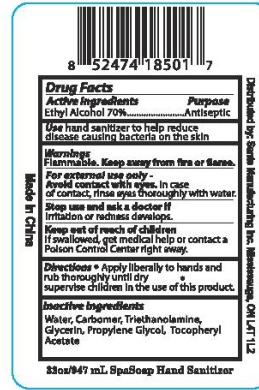 8 52474 18501 7
Drug Facts
Active Ingredients Purpose
Ethyl Alcohol 70%......................Antiseptic
Use hand sanitizer to help reduce
disease causing bacteria on the skin
Warnings
Flammable. Keep away from fire or flame.
For external use only -
Avoid contact with eyes. In case
of contact, rinse eyes thoroughly with water.
Stop use and ask a doctor if
irritation or redness develops.
Keep out of reach of children
If swallowed, get medical help or contact a
Poison Control Center right away.
Directions • Apply liberally to hands and
rub thoroughly until dry •
supervise children in the use of this product.
Inactive Ingredients
Water, Carbomer, Triethanolamine,
Glycerin, Propylene Glycol, Tocopheryl
Acetate
32oz/947 mL SpaSoap Hand Sanitizer
Made in China
Distributed by: Manufacturing Inc. Mississauga, ON L4T 1L2